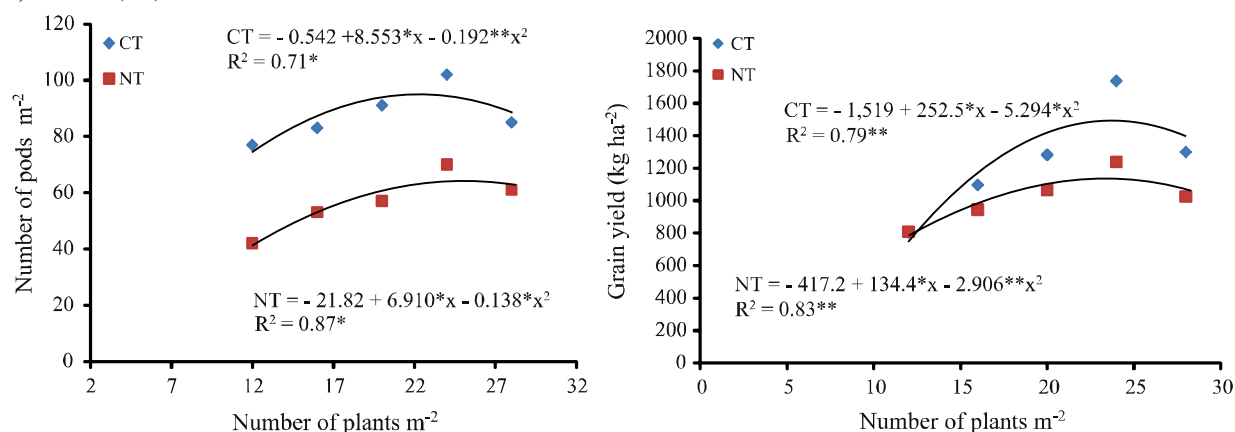 120
100
80
60
40
20
0
Number of pods m⁻²
CT
NT
CT = - 0.542 +8.553*x - 0.192**x²
R² = 0.71*
NT = - 21.82 + 6.910*x - 0.138*x²
R² = 0.87*
2 7 12 17 22 27 32
Number of plants m⁻²
2000
1800
1600
1400
1200
1000
800
600
400
200
0
Grain yield (kg ha⁻²)
CT
NT
CT = - 1,519 + 252.5*x - 5.294*x²
R² = 0.79**
NT = - 417.2 + 134.4*x - 2.906**x²
R² = 0.83**
0 5 10 15 20 25 30
Number of plants m⁻²